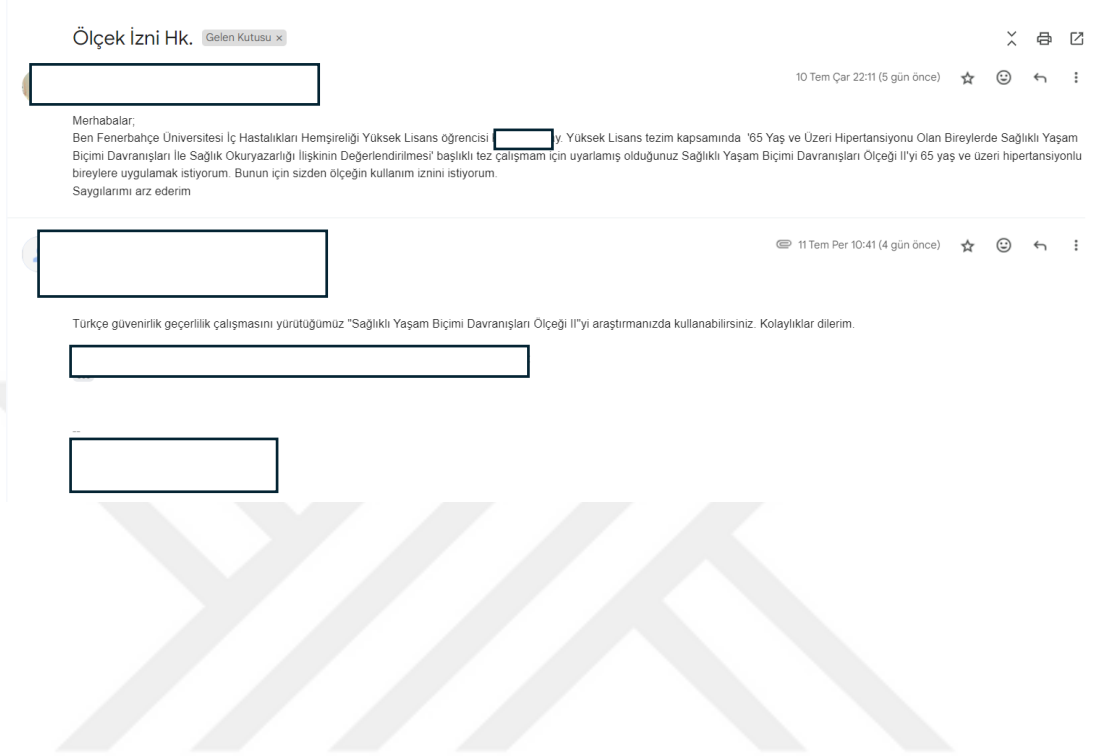 Ölçek İzni Hk. Gelen Kutusu ×
10 Tem Çar 22:11 (5 gün önce)
Merhabalar;
Ben Fenerbahçe Üniversitesi İç Hastalıkları Hemşireliği Yüksek Lisans öğrencisi y. Yüksek Lisans tezim kapsamında '65 Yaş ve Üzeri Hipertansiyonu Olan Bireylerde Sağlıklı Yaşam
Biçimi Davranışları İle Sağlık Okuryazarlığı İlişkinin Değerlendirilmesi' başlıklı tez çalışmam için uyarlamış olduğunuz Sağlıklı Yaşam Biçimi Davranışları Ölçeği II'yi 65 yaş ve üzeri hipertansiyonlu
bireylere uygulamak istiyorum. Bunun için sizden ölçeğin kullanım iznini istiyorum.
Saygılarımı arz ederim
11 Tem Per 10:41 (4 gün önce)
Türkçe güvenirlik geçerlilik çalışmasını yürütüğümüz "Sağlıklı Yaşam Biçimi Davranışları Ölçeği II"yi araştırmanızda kullanabilirsiniz. Kolaylıklar dilerim.
--